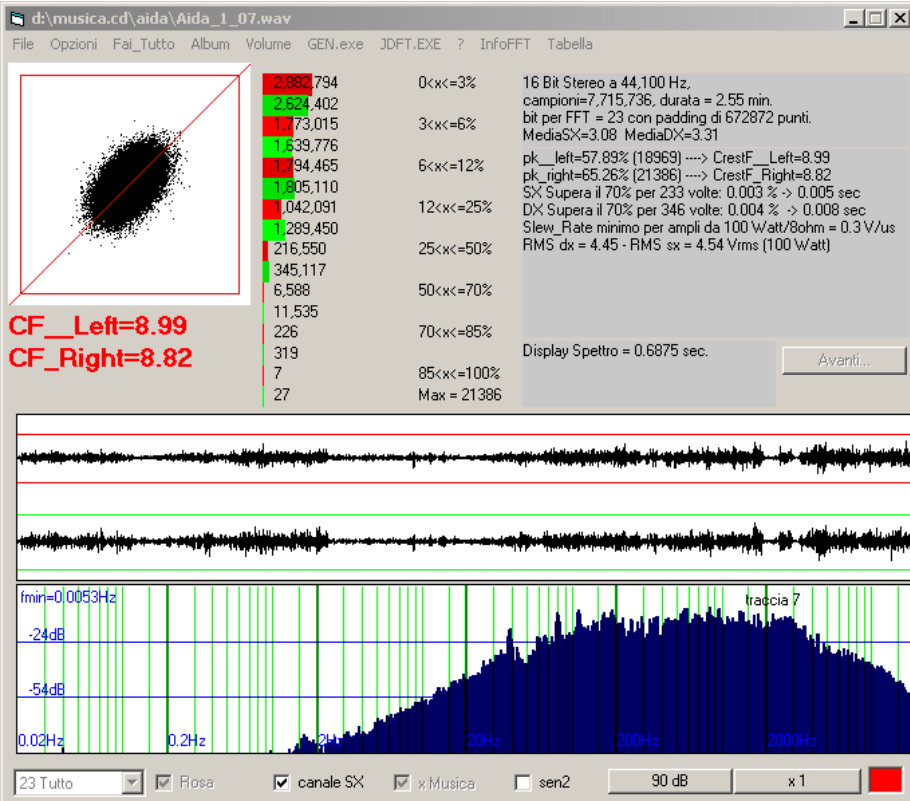 d:\musica.cd\aida\Aida_1_07.wav
File Opzioni Fai_Tutto Album Volume GEN.exe JDFT.EXE ? InfoFFT Tabella
2,882,794 0<x<=3%
2,624,402
1,773,015 3<x<=6%
1,639,776
1,794,465 6<x<=12%
1,805,110
1,042,091 12<x<=25%
1,289,450
216,550 25<x<=50%
345,117
6,588 50<x<=70%
11,535
226 70<x<=85%
319
7 85<x<=100%
27 Max = 21386
CF__Left=8.99
CF_Right=8.82
16 Bit Stereo a 44,100 Hz,
campioni=7,715,736, durata = 2.55 min.
bit per FFT = 23 con padding di 672872 punti.
MediaSX=3.08 MediaDX=3.31
pk__left=57.89% (18969) ----> CrestF__Left=8.99
pk_right=65.26% (21386) ----> CrestF_Right=8.82
SX Supera il 70% per 233 volte: 0.003 % -> 0.005 sec
DX Supera il 70% per 346 volte: 0.004 % -> 0.008 sec
Slew_Rate minimo per ampli da 100 Watt/8ohm = 0.3 V/us
RMS dx = 4.45 - RMS sx = 4.54 Vrms (100 Watt)
Display Spettro = 0.6875 sec.
Avanti...
fmin=0.0053Hz
traccia 7
-24dB
-54dB
0.02Hz 0.2Hz 2Hz 20Hz 200Hz 2000Hz
23 Tutto Rosa canale SX x Musica sen2 90 dB x 1